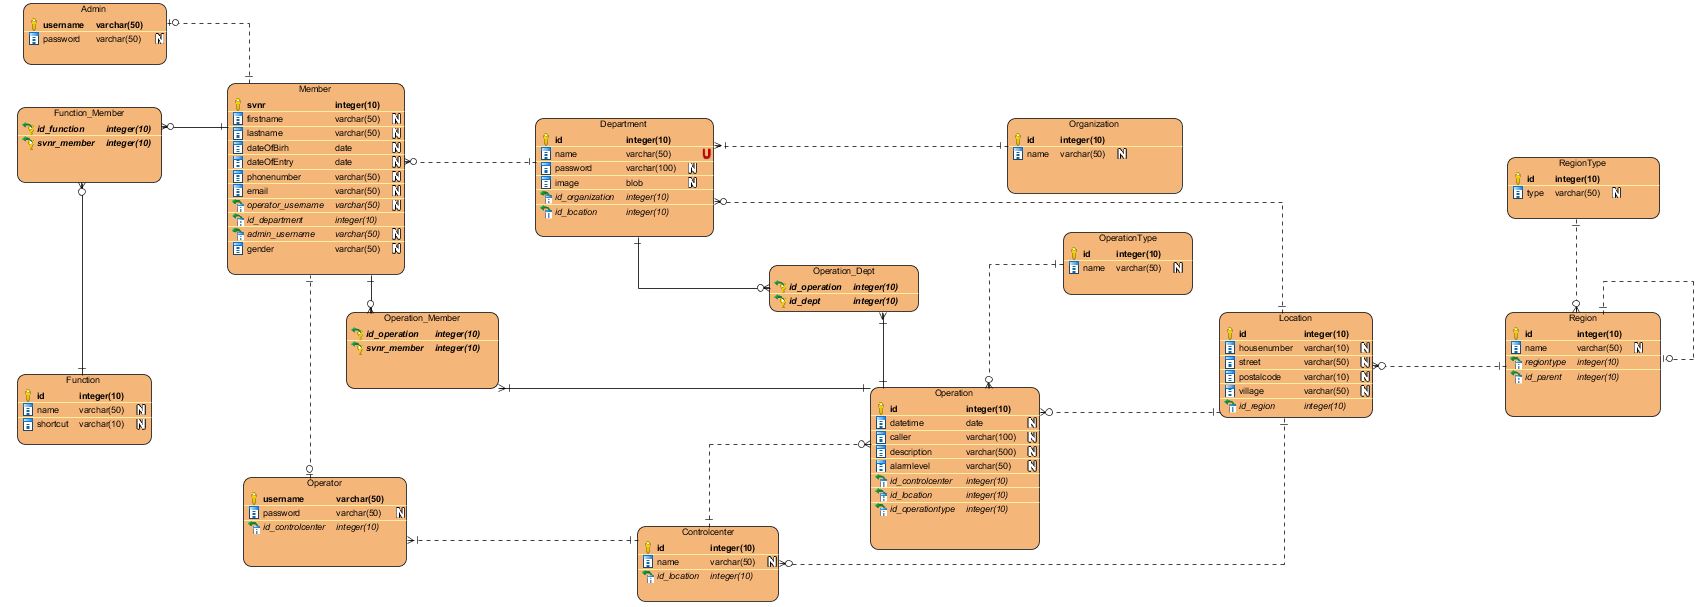 Admin
username varchar(50)
password varchar(50) N
Function_Member
id_function integer(10)
svnr_member integer(10)
Function
id integer(10)
name varchar(50) N
shortcut varchar(10) N
Member
svnr integer(10)
firstname varchar(50) N
lastname varchar(50) N
dateOfBirh date N
dateOfEntry date N
phonenumber varchar(50) N
email varchar(50) N
operator_username varchar(50) N
id_department integer(10)
admin_username varchar(50) N
gender varchar(50) N
Operation_Member
id_operation integer(10)
svnr_member integer(10)
Operator
username varchar(50)
password varchar(50) N
id_controlcenter integer(10)
Department
id integer(10)
name varchar(50) U
password varchar(100) N
image blob N
id_organization integer(10)
id_location integer(10)
Operation_Dept
id_operation integer(10)
id_dept integer(10)
Controlcenter
id integer(10)
name varchar(50) N
id_location integer(10)
Operation
id integer(10)
datetime date N
caller varchar(100) N
description varchar(500) N
alarmlevel varchar(50) N
id_controlcenter integer(10)
id_location integer(10)
id_operationtype integer(10)
Organization
id integer(10)
name varchar(50) N
OperationType
id integer(10)
name varchar(50) N
Location
id integer(10)
housenumber varchar(10) N
street varchar(50) N
postalcode varchar(10) N
village varchar(50) N
id_region integer(10)
RegionType
id integer(10)
type varchar(50) N
Region
id integer(10)
name varchar(50) N
regiontype integer(10)
id_parent integer(10)